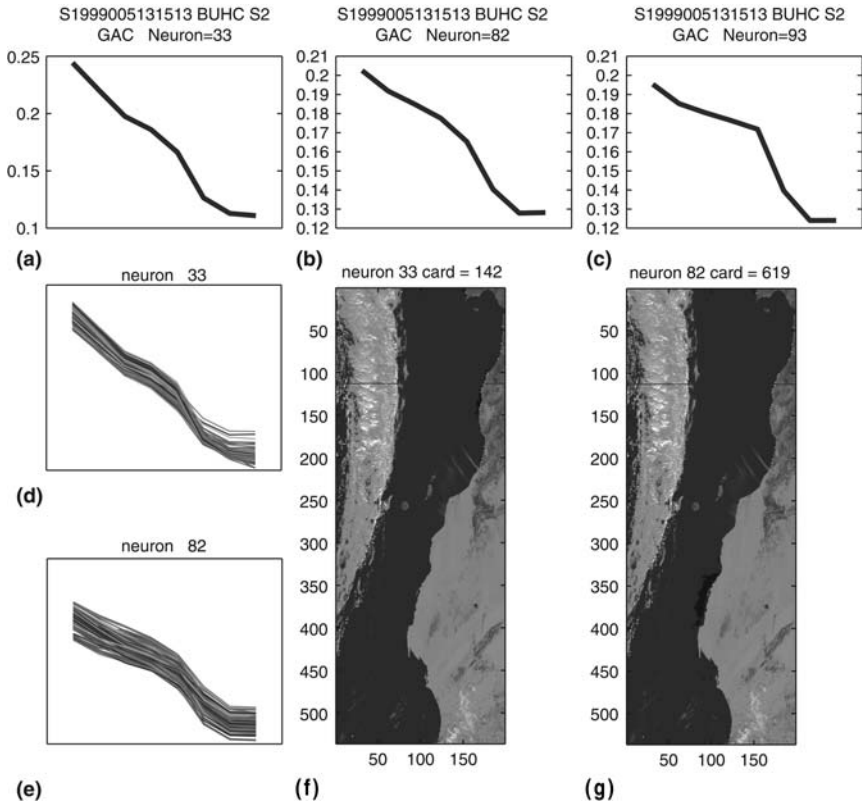 S1999005131513 BUHC S2
GAC Neuron=33
0.25
0.2
0.15
0.1
(a)
S1999005131513 BUHC S2
GAC Neuron=82
0.21
0.2
0.19
0.18
0.17
0.16
0.15
0.14
0.13
0.12
(b)
S1999005131513 BUHC S2
GAC Neuron=93
0.21
0.2
0.19
0.18
0.17
0.16
0.15
0.14
0.13
0.12
(c)
neuron 33
(d)
neuron 82
(e)
neuron 33 card = 142
50
100
150
200
250
300
350
400
450
500
50 100 150
(f)
neuron 82 card = 619
50
100
150
200
250
300
350
400
450
500
50 100 150
(g)